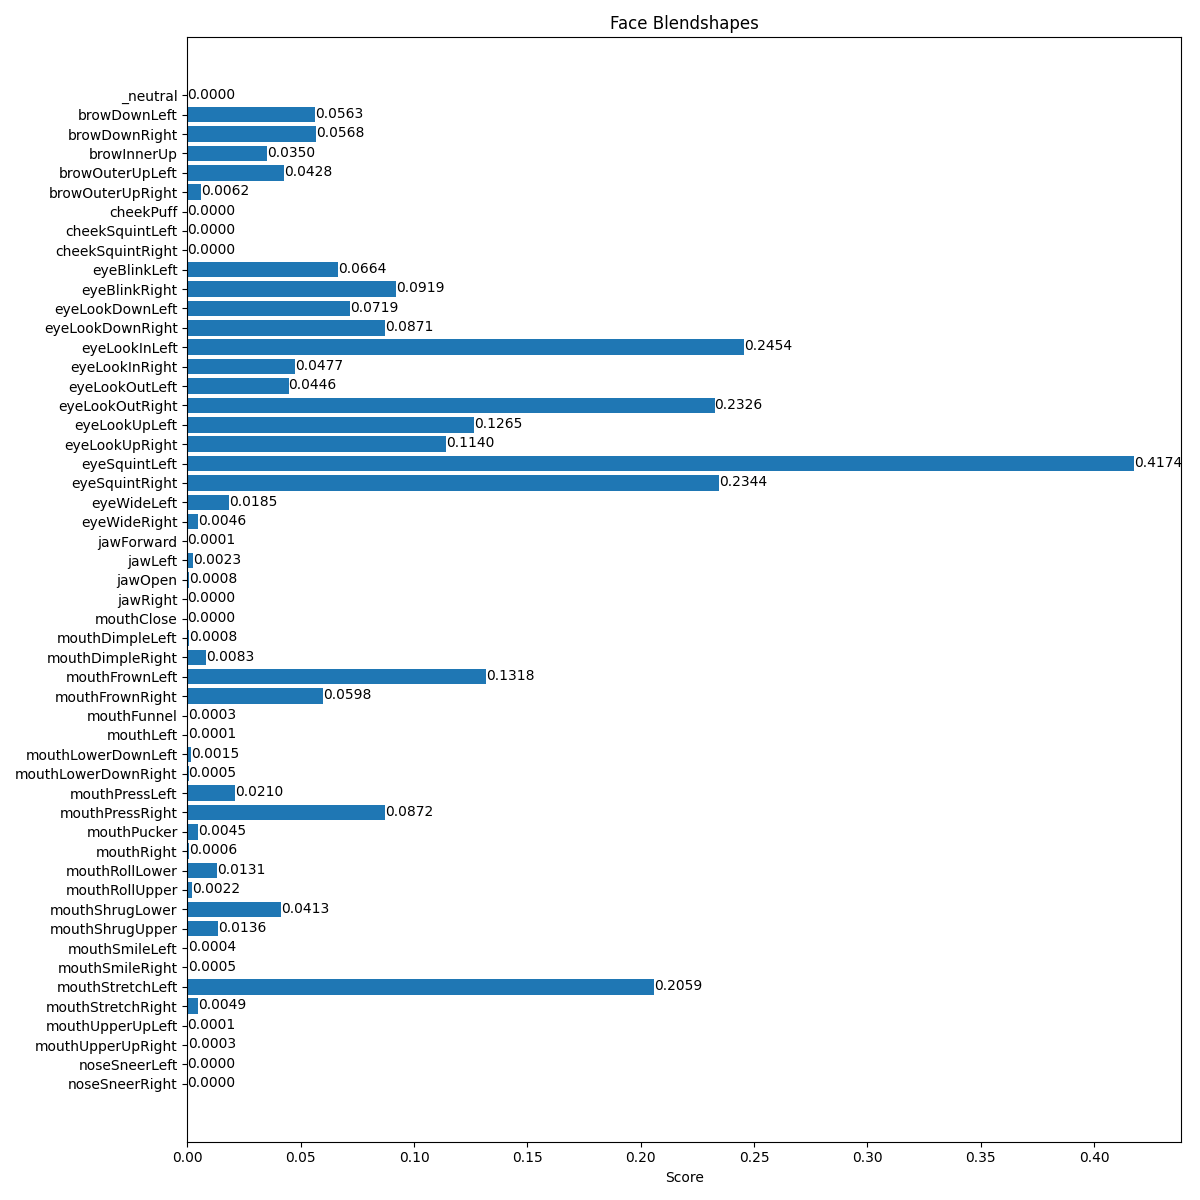 Face Blendshapes
_neutral 0.0000
browDownLeft 0.0563
browDownRight 0.0568
browInnerUp 0.0350
browOuterUpLeft 0.0428
browOuterUpRight 0.0062
cheekPuff 0.0000
cheekSquintLeft 0.0000
cheekSquintRight 0.0000
eyeBlinkLeft 0.0664
eyeBlinkRight 0.0919
eyeLookDownLeft 0.0719
eyeLookDownRight 0.0871
eyeLookInLeft 0.2454
eyeLookInRight 0.0477
eyeLookOutLeft 0.0446
eyeLookOutRight 0.2326
eyeLookUpLeft 0.1265
eyeLookUpRight 0.1140
eyeSquintLeft 0.4174
eyeSquintRight 0.2344
eyeWideLeft 0.0185
eyeWideRight 0.0046
jawForward 0.0001
jawLeft 0.0023
jawOpen 0.0008
jawRight 0.0000
mouthClose 0.0000
mouthDimpleLeft 0.0008
mouthDimpleRight 0.0083
mouthFrownLeft 0.1318
mouthFrownRight 0.0598
mouthFunnel 0.0003
mouthLeft 0.0001
mouthLowerDownLeft 0.0015
mouthLowerDownRight 0.0005
mouthPressLeft 0.0210
mouthPressRight 0.0872
mouthPucker 0.0045
mouthRight 0.0006
mouthRollLower 0.0131
mouthRollUpper 0.0022
mouthShrugLower 0.0413
mouthShrugUpper 0.0136
mouthSmileLeft 0.0004
mouthSmileRight 0.0005
mouthStretchLeft 0.2059
mouthStretchRight 0.0049
mouthUpperUpLeft 0.0001
mouthUpperUpRight 0.0003
noseSneerLeft 0.0000
noseSneerRight 0.0000
0.00 0.05 0.10 0.15 0.20 0.25 0.30 0.35 0.40
Score